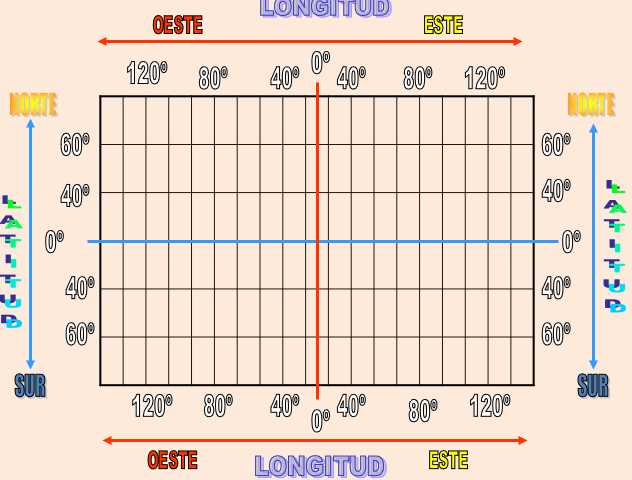 LONGITUD
OESTE ESTE
120º 80º 40º 0º 40º 80º 120º
NORTE NORTE
60º 60º
40º 40º
LATITUD LATITUD
0º 0º
40º 40º
60º 60º
SUR SUR
120º 80º 40º 0º 40º 80º 120º
OESTE LONGITUD ESTE